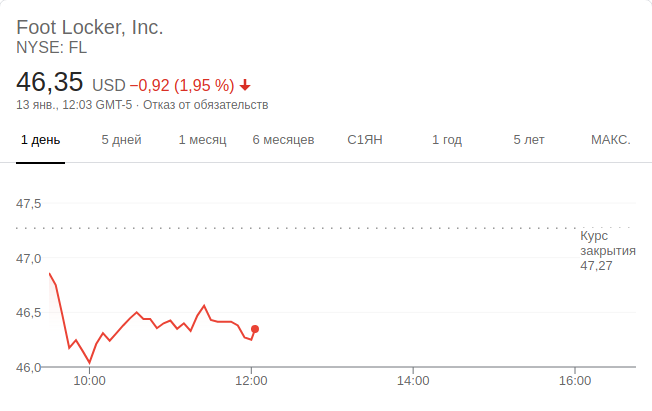 Foot Locker, Inc.
NYSE: FL
46,35 USD −0,92 (1,95 %)
13 янв., 12:03 GMT-5 · Отказ от обязательств
1 день 5 дней 1 месяц 6 месяцев С1ЯН 1 год 5 лет МАКС.
47,5
Курс
закрытия
47,27
47,0
46,5
46,0
10:00 12:00 14:00 16:00